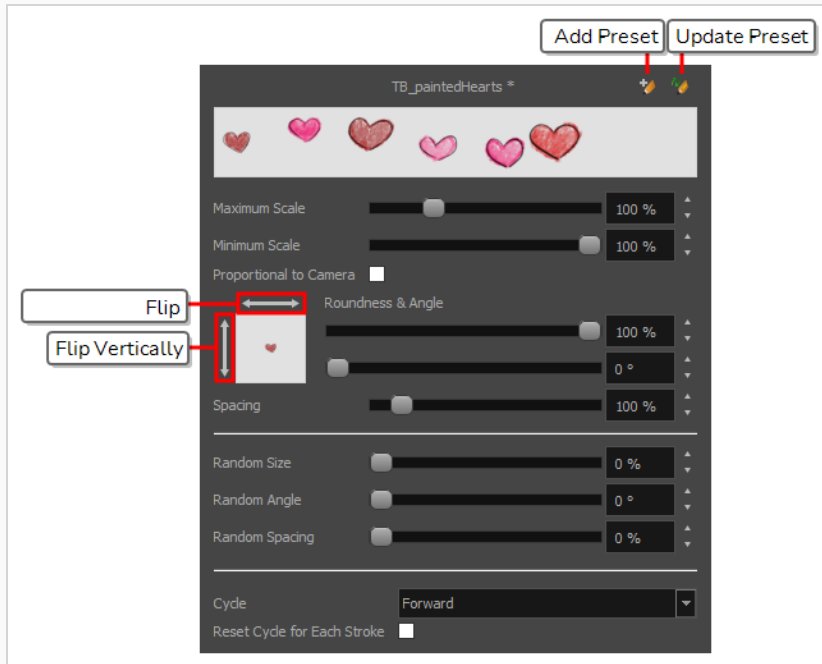 Add Preset Update Preset
TB_paintedHearts *
Maximum Scale 100 %
Minimum Scale 100 %
Proportional to Camera
Flip Roundness & Angle
100 %
Flip Vertically
0 °
Spacing 100 %
Random Size 0 %
Random Angle 0 °
Random Spacing 0 %
Cycle Forward
Reset Cycle for Each Stroke